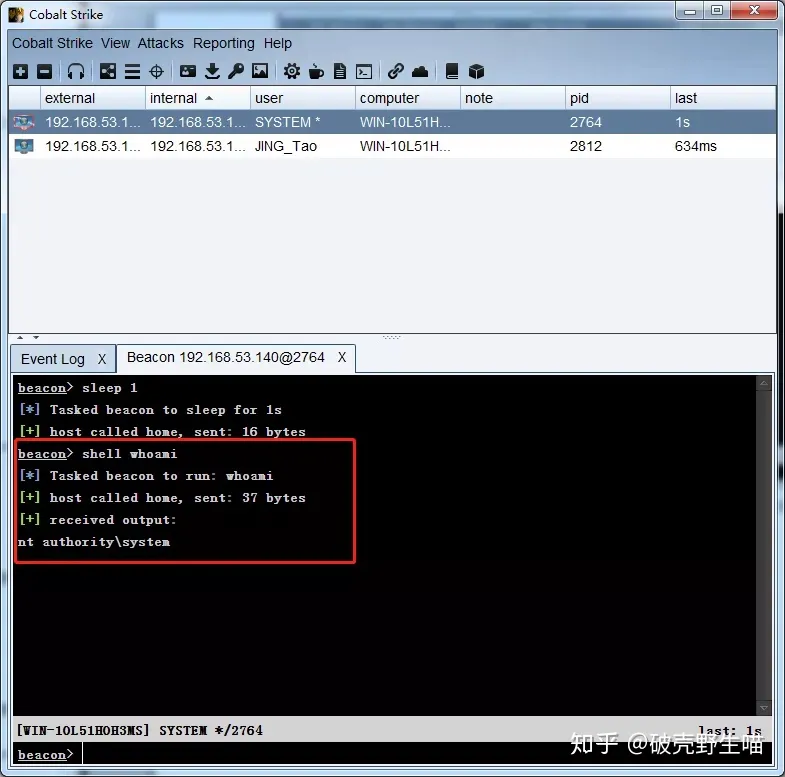 Cobalt Strike
Cobalt Strike View Attacks Reporting Help
external internal user computer note pid last
192.168.53.1... 192.168.53.1... SYSTEM * WIN-10L51H... 2764 1s
192.168.53.1... 192.168.53.1... JING_Tao WIN-10L51H... 2812 634ms
Event Log X Beacon 192.168.53.140@2764 X
beacon> sleep 1
[*] Tasked beacon to sleep for 1s
[+] host called home, sent: 16 bytes
beacon> shell whoami
[*] Tasked beacon to run: whoami
[+] host called home, sent: 37 bytes
[+] received output:
nt authority\system
[WIN-10L51HOH3MS] SYSTEM */2764 last: 1s
知乎 @破壳野生喵
beacon>